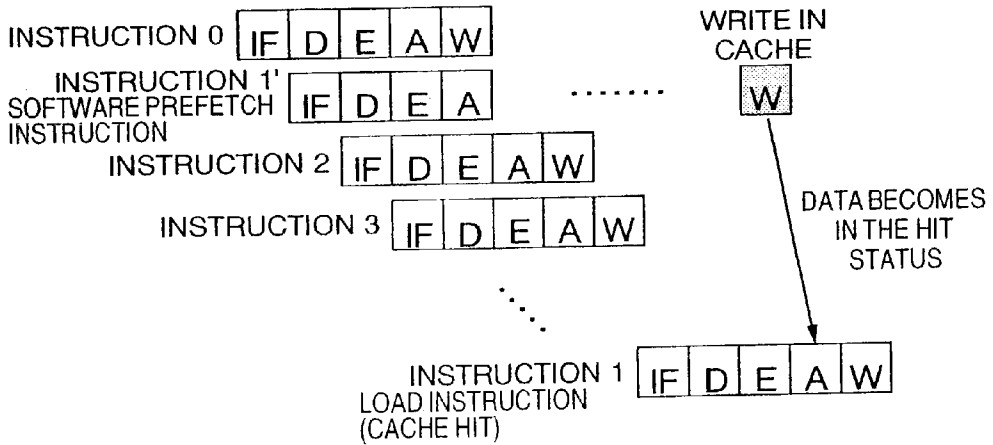 INSTRUCTION 0 IF D E A W
WRITE IN
CACHE
INSTRUCTION 1' IF D E A ....... W
SOFTWARE PREFETCH
INSTRUCTION
INSTRUCTION 2 IF D E A W
INSTRUCTION 3 IF D E A W
DATA BECOMES
IN THE HIT
STATUS
INSTRUCTION 1 IF D E A W
LOAD INSTRUCTION
(CACHE HIT)